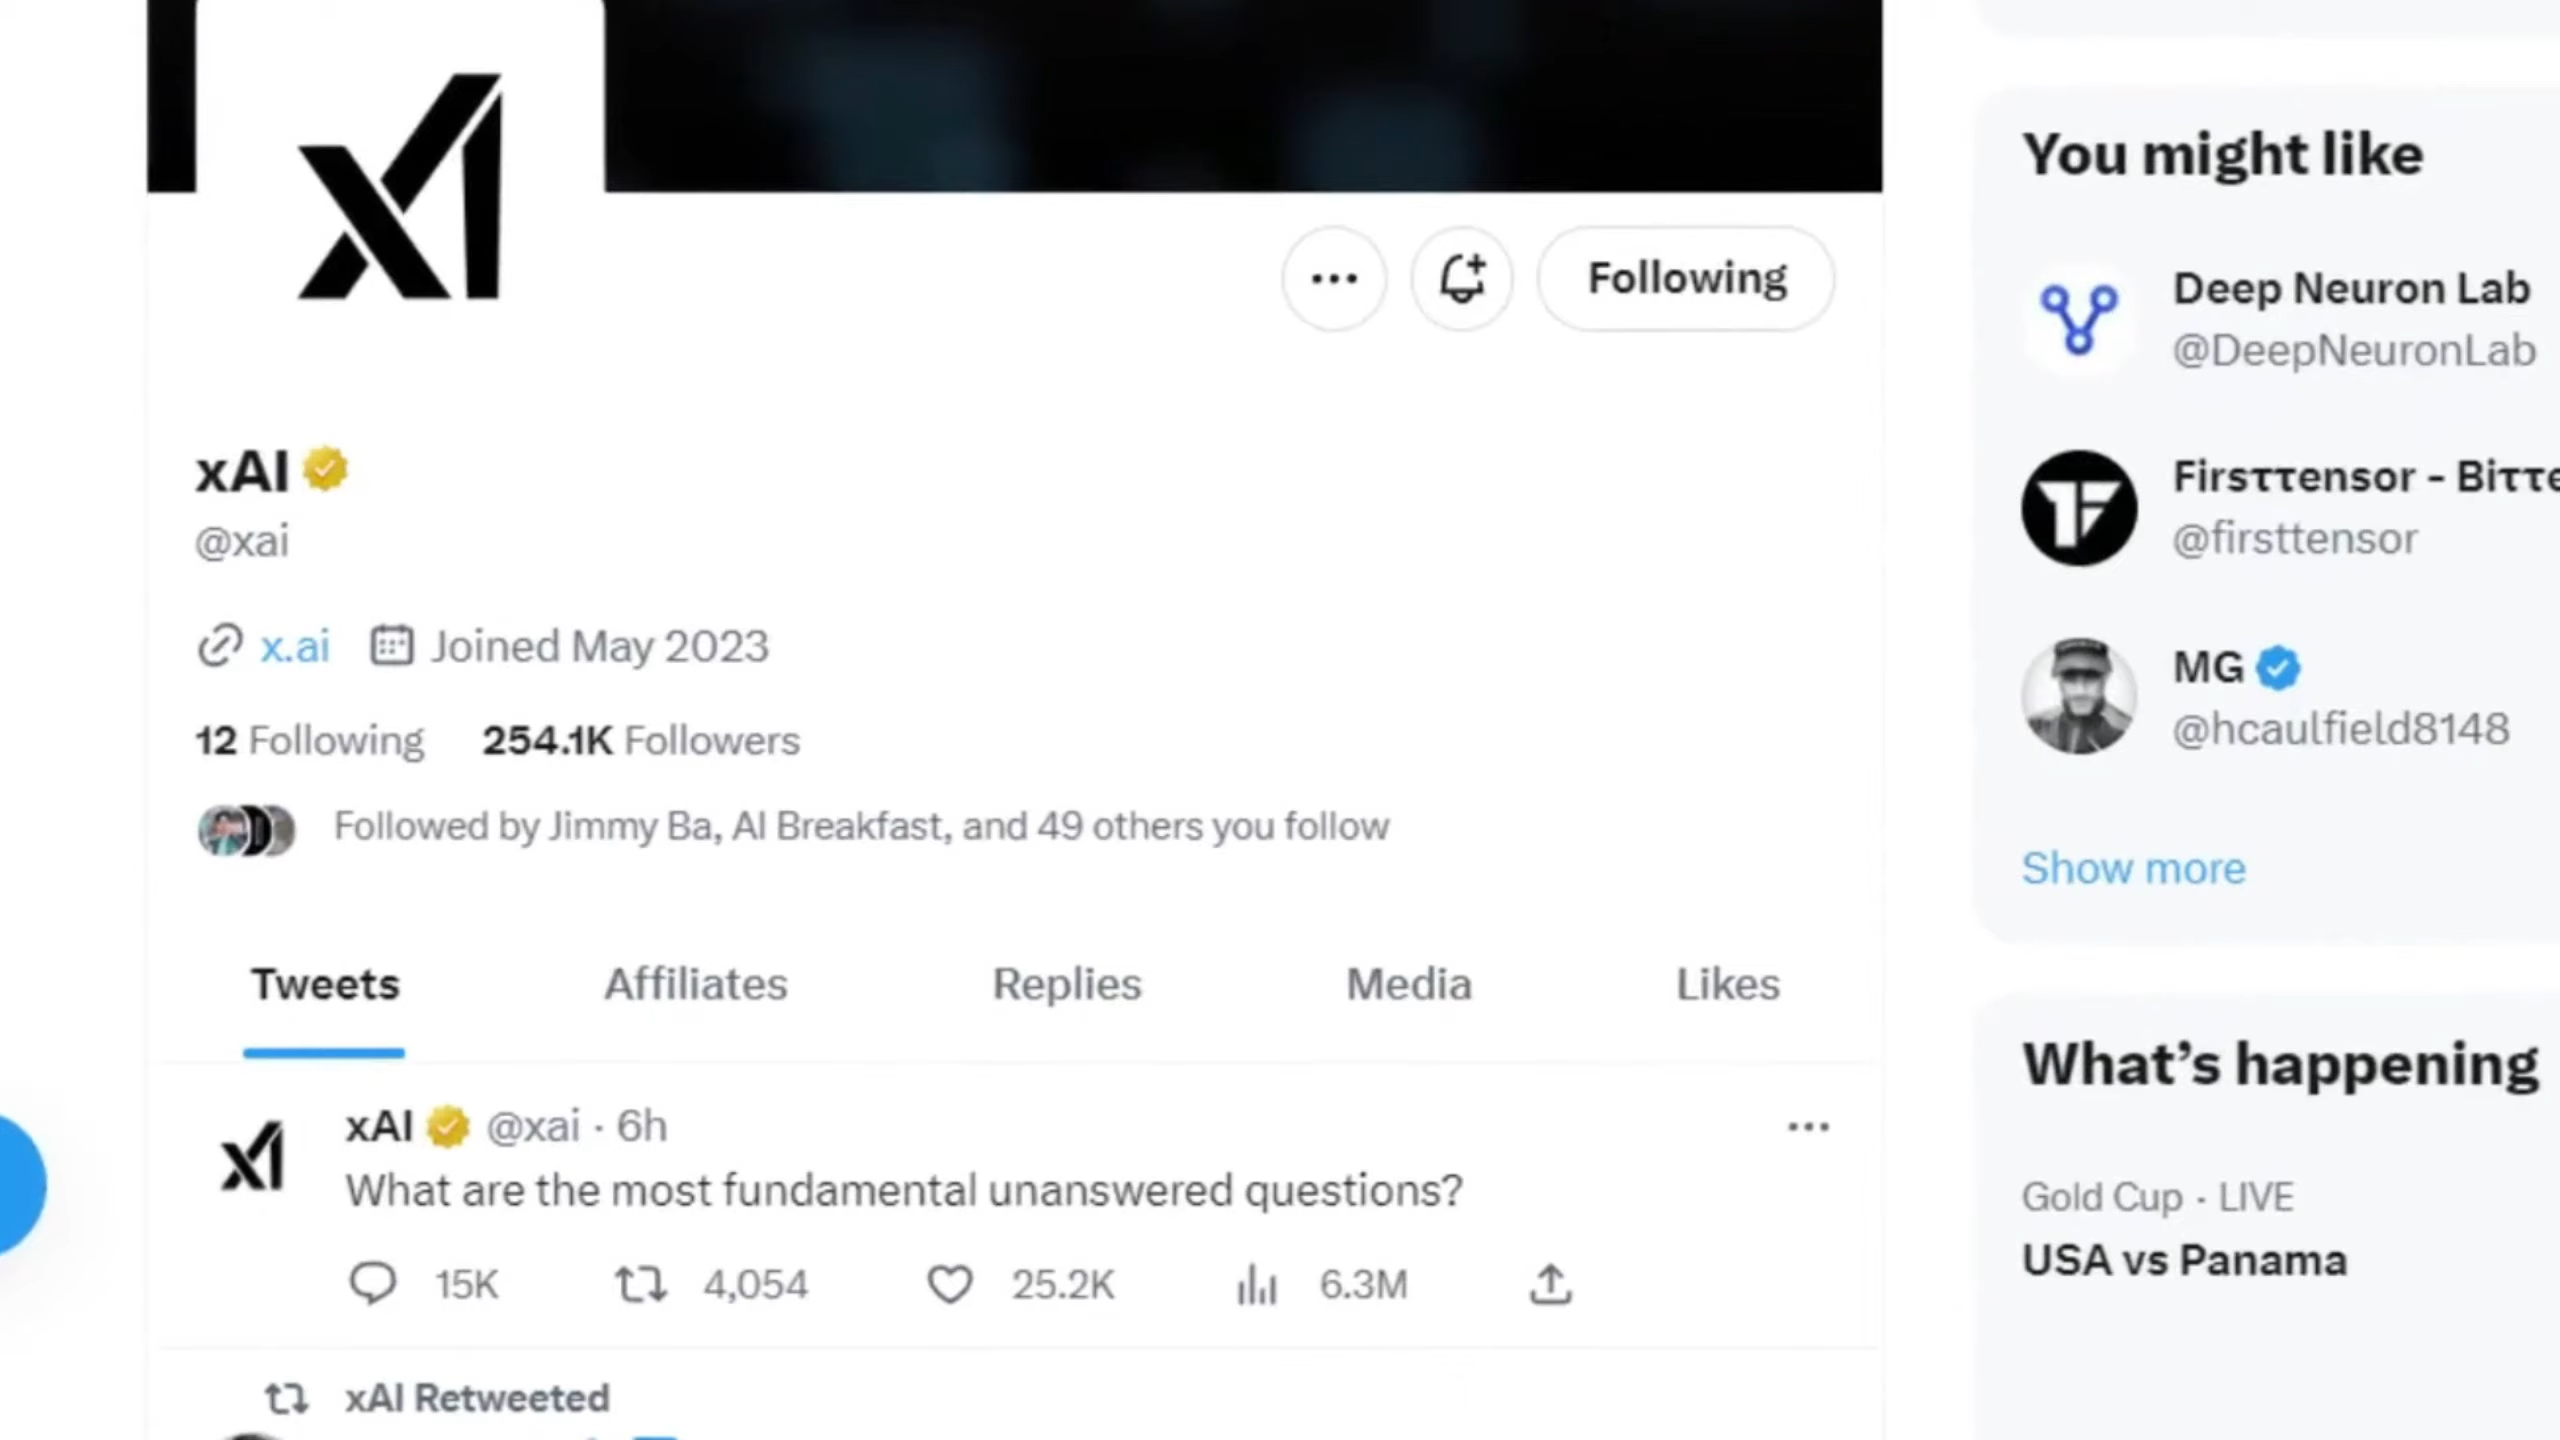 Following
xAI
@xai
x.ai Joined May 2023
12 Following 254.1K Followers
Followed by Jimmy Ba, AI Breakfast, and 49 others you follow
Tweets Affiliates Replies Media Likes
xAI @xai · 6h
What are the most fundamental unanswered questions?
15K 4,054 25.2K 6.3M
xAI Retweeted
You might like
Deep Neuron Lab
@DeepNeuronLab
Firsττensor - Biττe
@firsttensor
MG
@hcaulfield8148
Show more
What’s happening
Gold Cup · LIVE
USA vs Panama